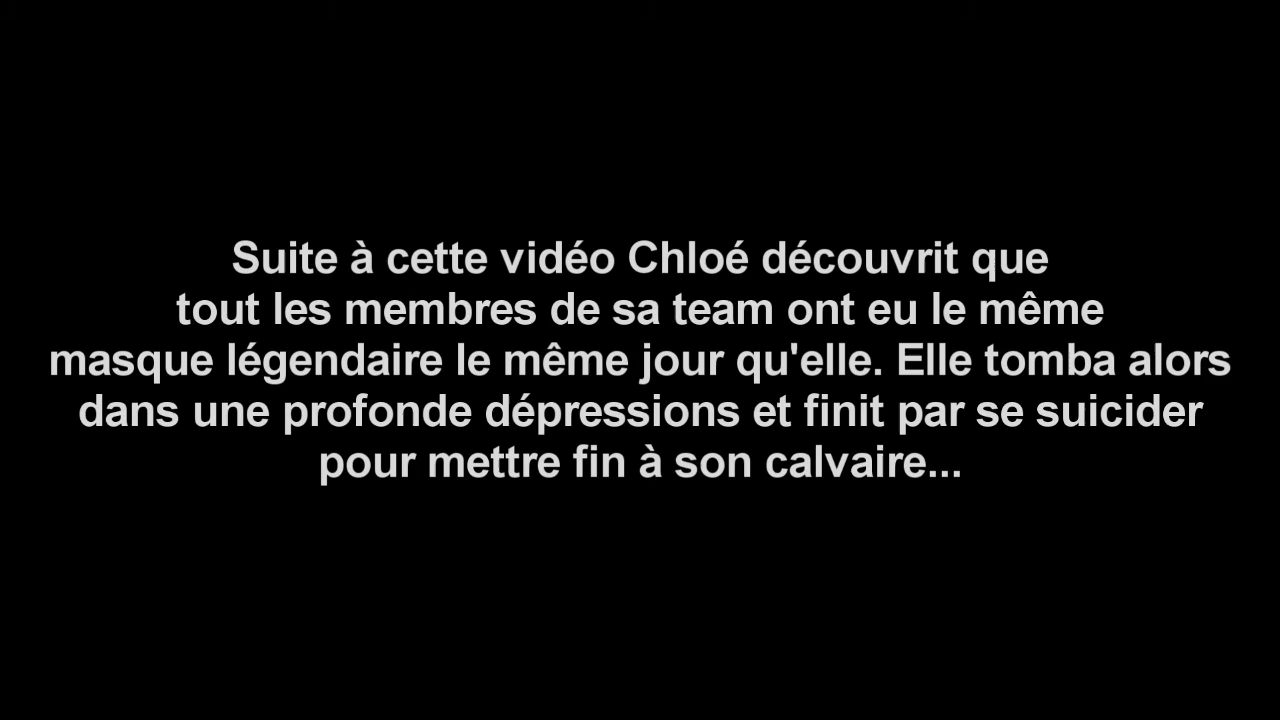 Suite à cette vidéo Chloé découvrit que
tout les membres de sa team ont eu le même
masque légendaire le même jour qu'elle. Elle tomba alors
dans une profonde dépressions et finit par se suicider
pour mettre fin à son calvaire...